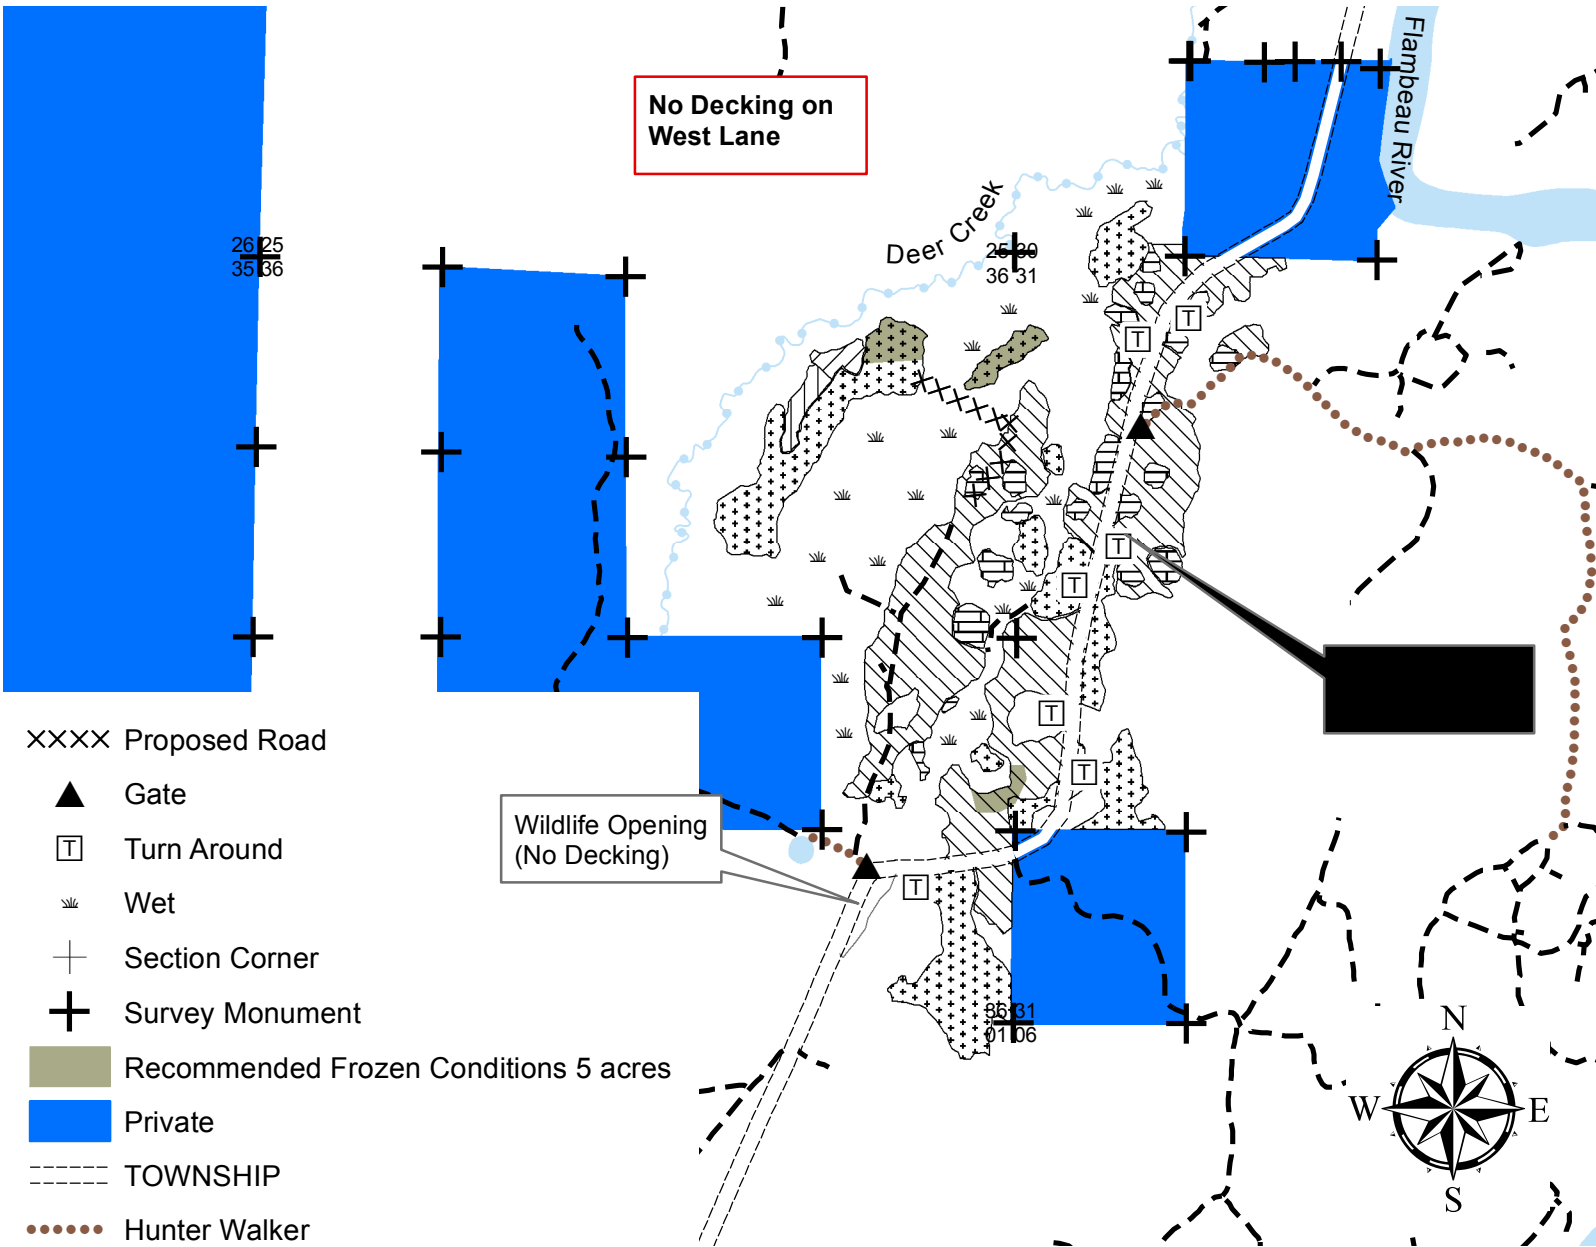 Flambeau River
No Decking on
West Lane
Deer Creek
26 25
35 36
25 30
36 31
T
T
T
T
T
T
T
Wildlife Opening
(No Decking)
36 31
01 06
Proposed Road
Gate
T Turn Around
Wet
Section Corner
Survey Monument
Recommended Frozen Conditions 5 acres
Private
TOWNSHIP
Hunter Walker
N
W E
S